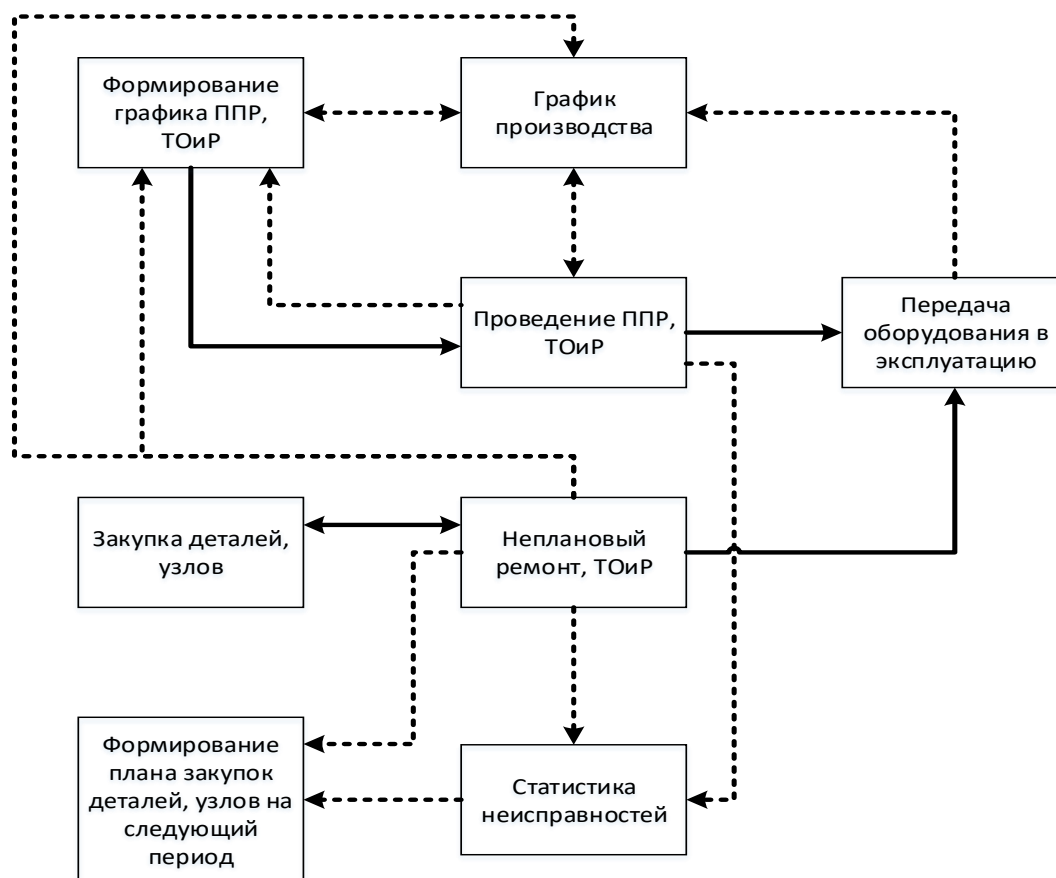 Формирование
графика ППР,
ТОиР
График
производства
Проведение ППР,
ТОиР
Передача
оборудования в
эксплуатацию
Закупка деталей,
узлов
Неплановый
ремонт, ТОиР
Формирование
плана закупок
деталей, узлов на
следующий
период
Статистика
неисправностей